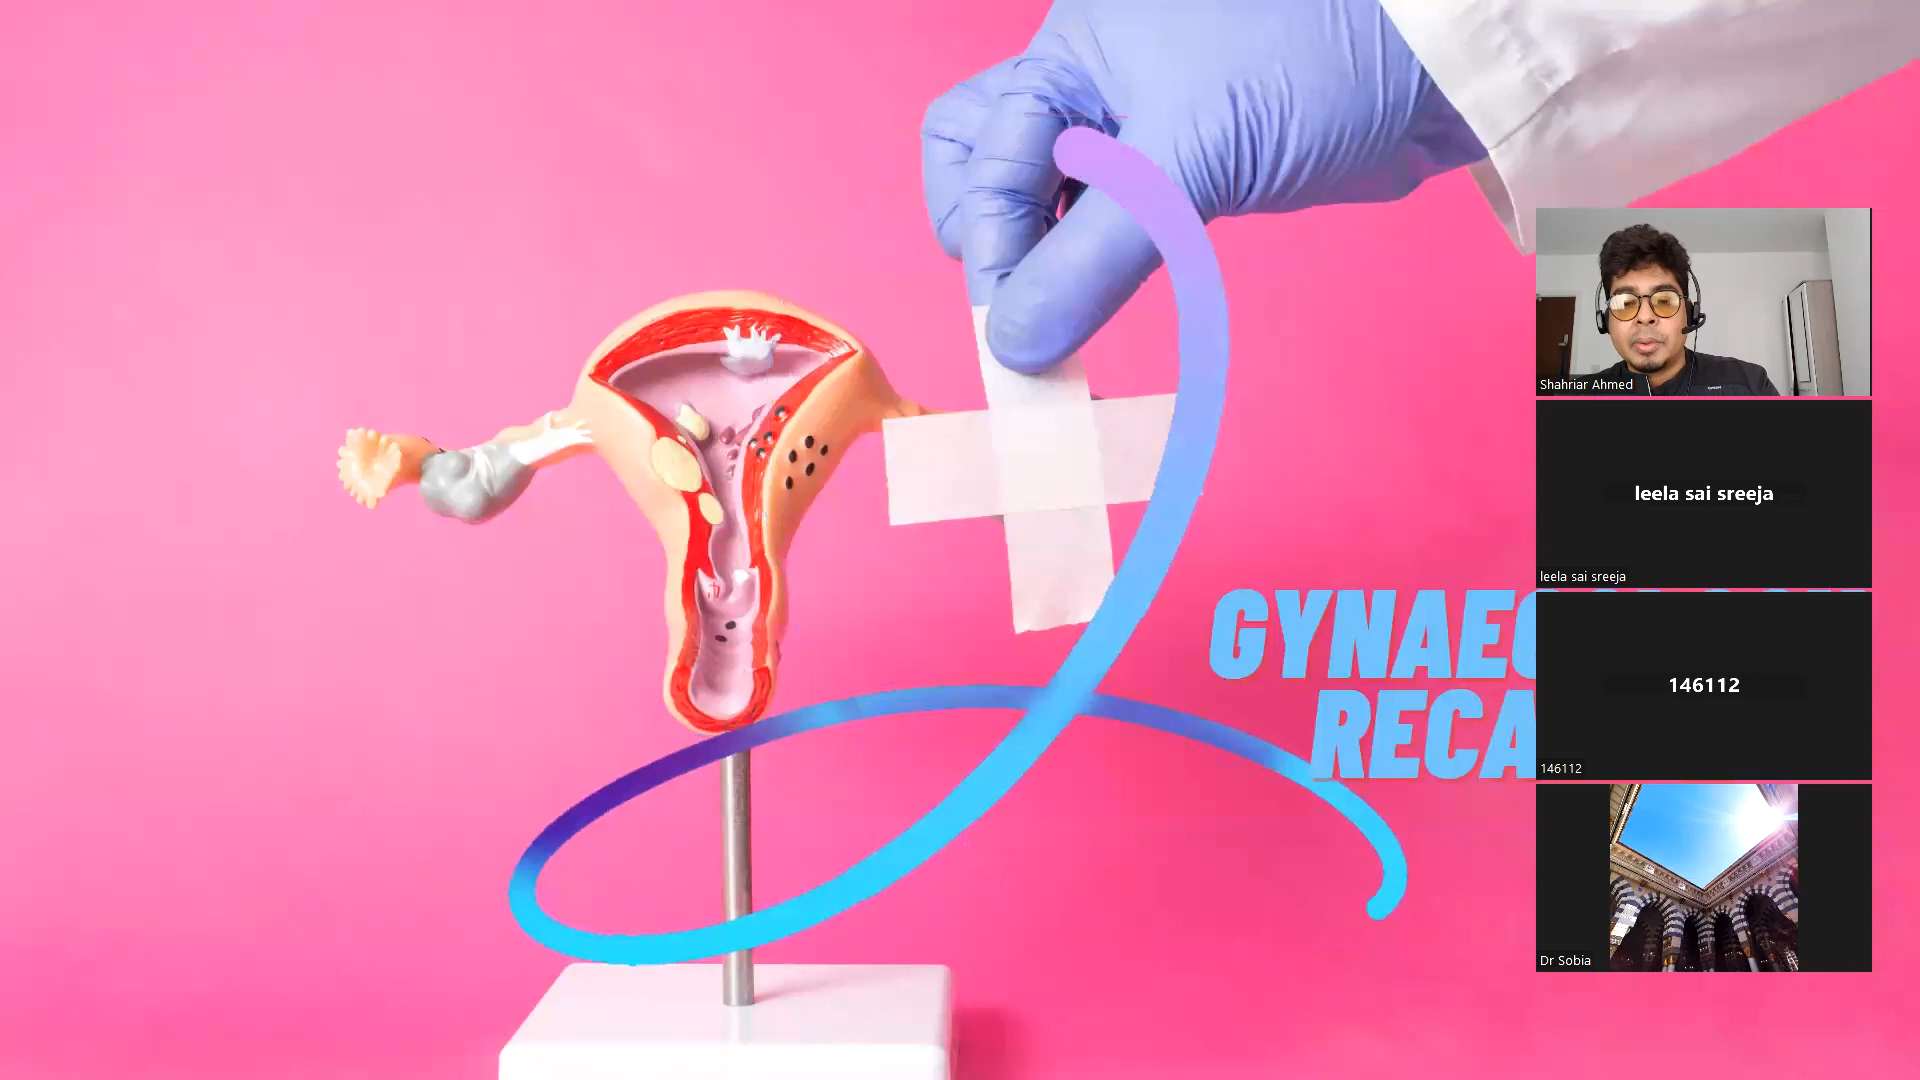 GYNAEC
RECA
Shahriar Ahmed
leela sai sreeja
leela sai sreeja
146112
146112
Dr Sobia